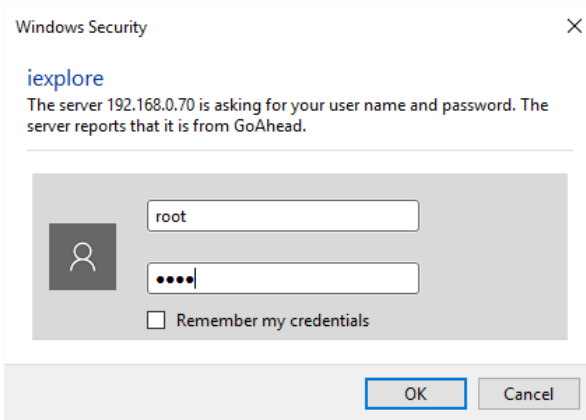 Windows Security
iexplore
The server 192.168.0.70 is asking for your user name and password. The
server reports that it is from GoAhead.
root
••••
Remember my credentials
OK
Cancel